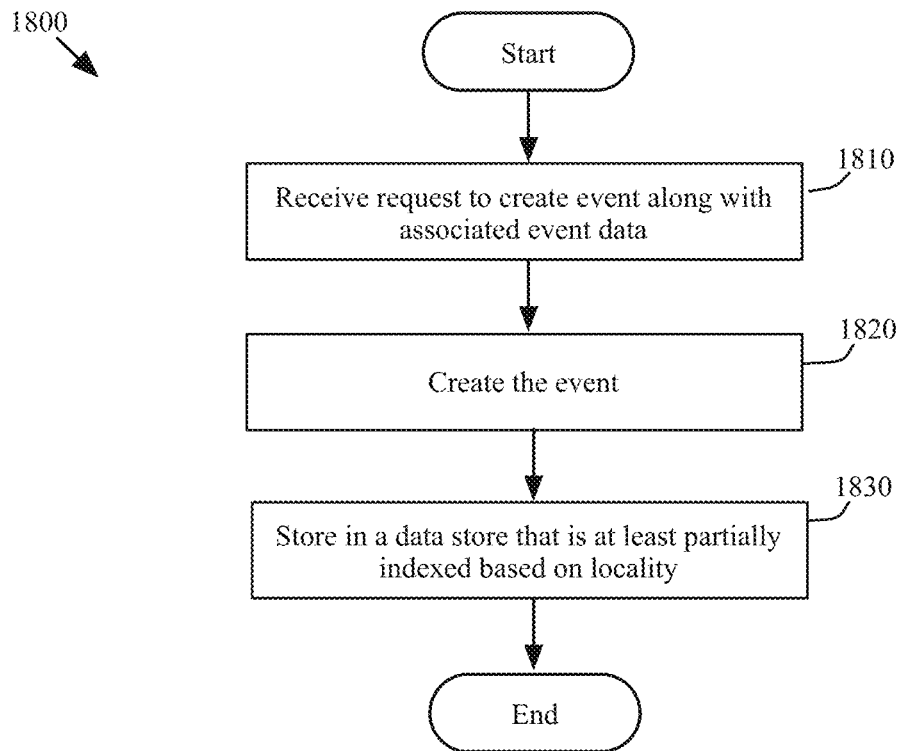 1800
Start
1810
Receive request to create event along with
associated event data
1820
Create the event
1830
Store in a data store that is at least partially
indexed based on locality
End